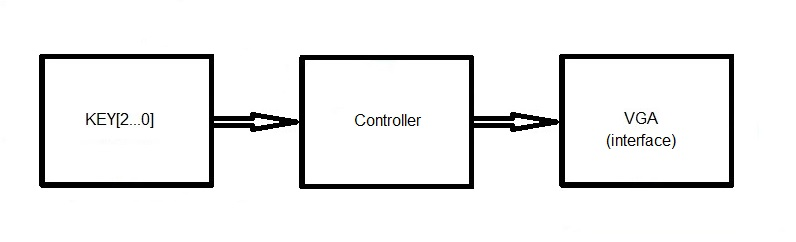 KEY[2...0]
Controller
VGA
(interface)